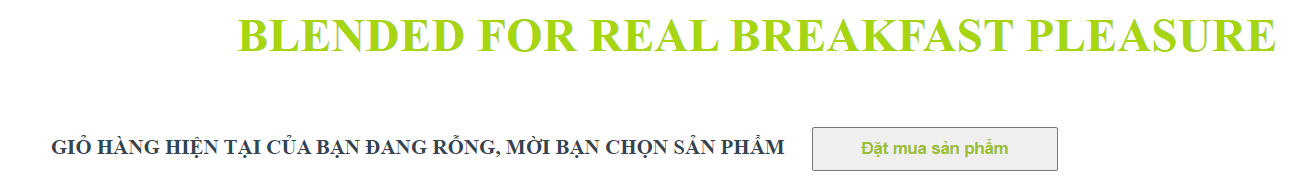 BLENDED FOR REAL BREAKFAST PLEASURE
GIỎ HÀNG HIỆN TẠI CỦA BẠN ĐANG RỖNG, MỜI BẠN CHỌN SẢN PHẨM
Đặt mua sản phẩm